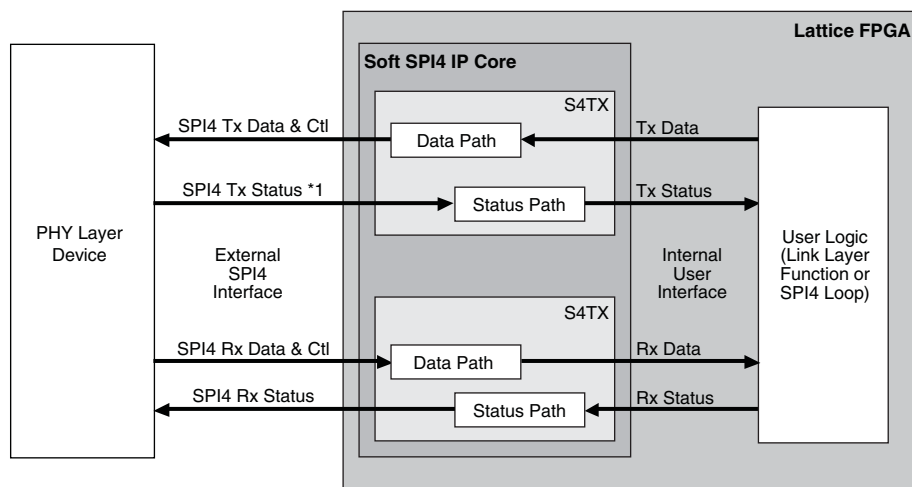 Lattice FPGA
Soft SPI4 IP Core
S4TX
SPI4 Tx Data & Ctl
Data Path
Tx Data
SPI4 Tx Status *1
Status Path
Tx Status
PHY Layer
Device
External
SPI4
Interface
Internal
User
Interface
User Logic
(Link Layer
Function or
SPI4 Loop)
S4TX
SPI4 Rx Data & Ctl
Data Path
Rx Data
SPI4 Rx Status
Status Path
Rx Status